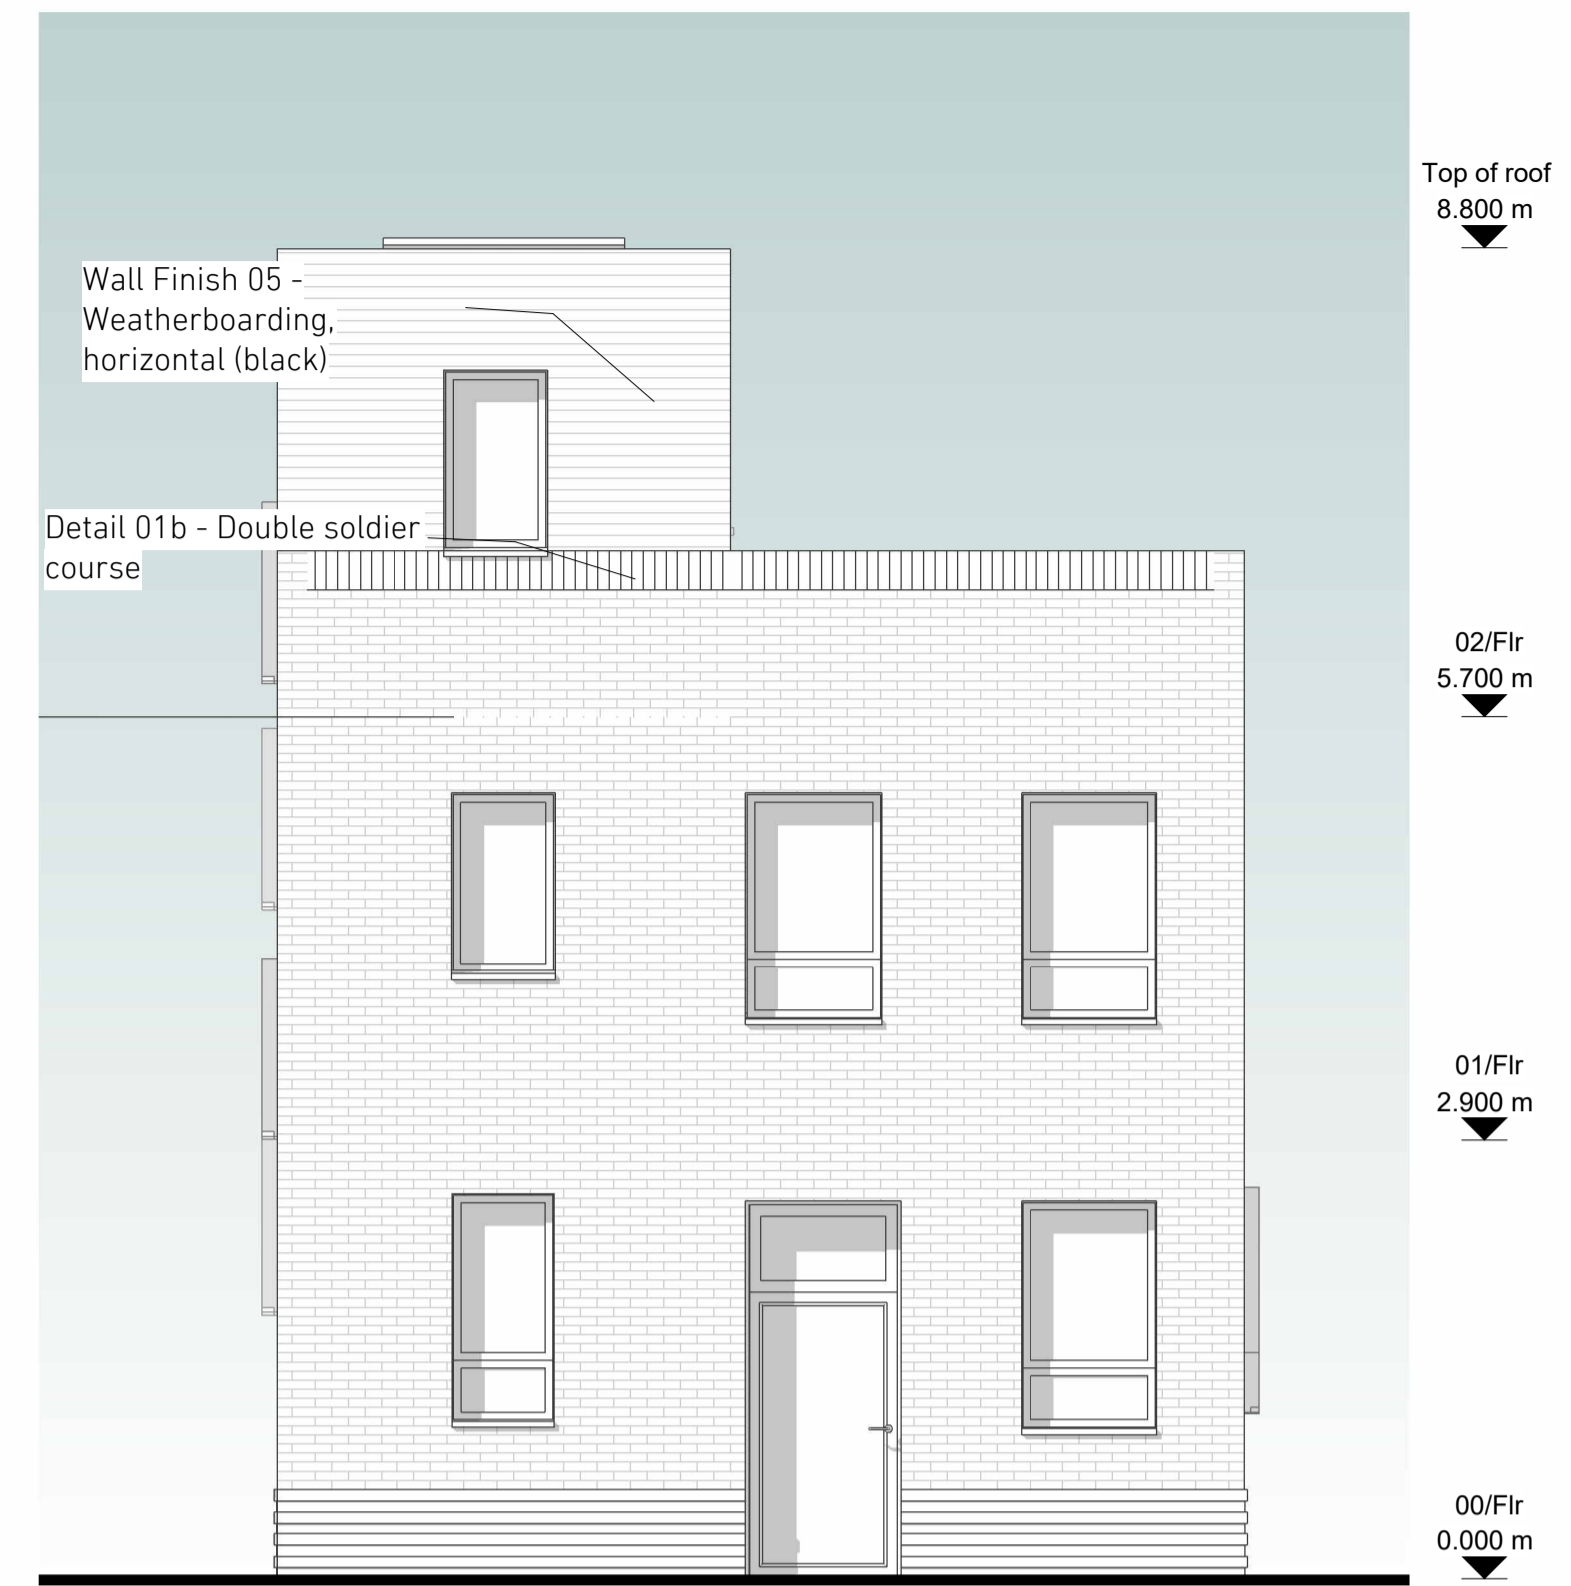 Top of roof
8.800 m
Wall Finish 05 -
Weatherboarding,
horizontal (black)
Detail 01b - Double soldier
course
02/Flr
5.700 m
01/Flr
2.900 m
00/Flr
0.000 m